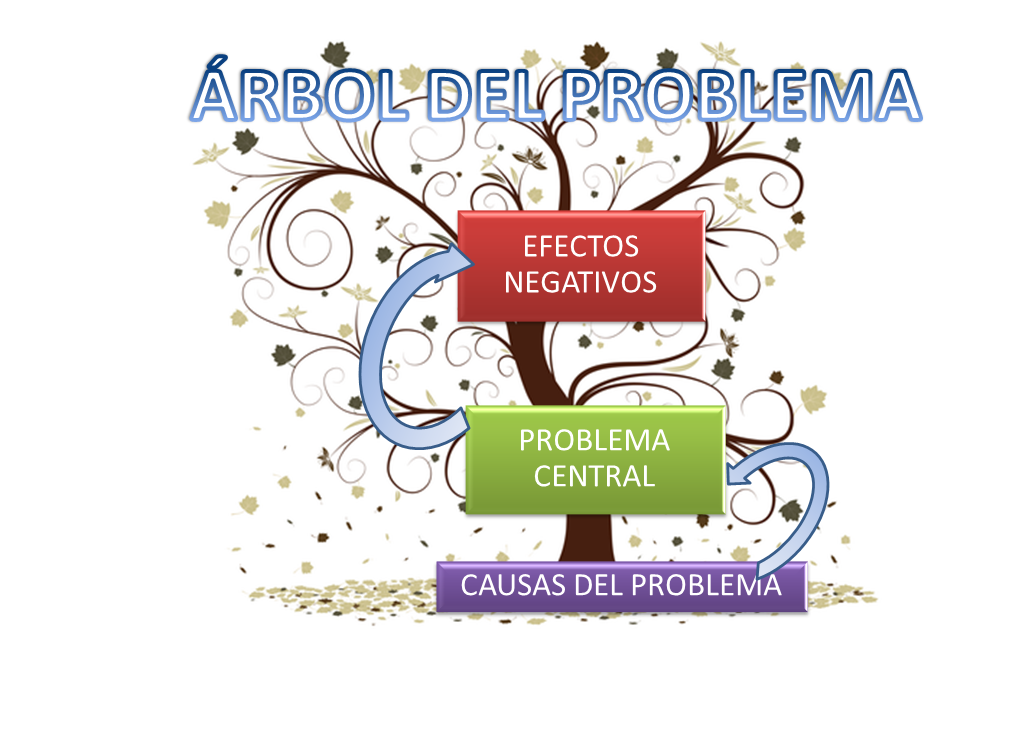 ÁRBOL DEL PROBLEMA
EFECTOS
NEGATIVOS
PROBLEMA
CENTRAL
CAUSAS DEL PROBLEMA